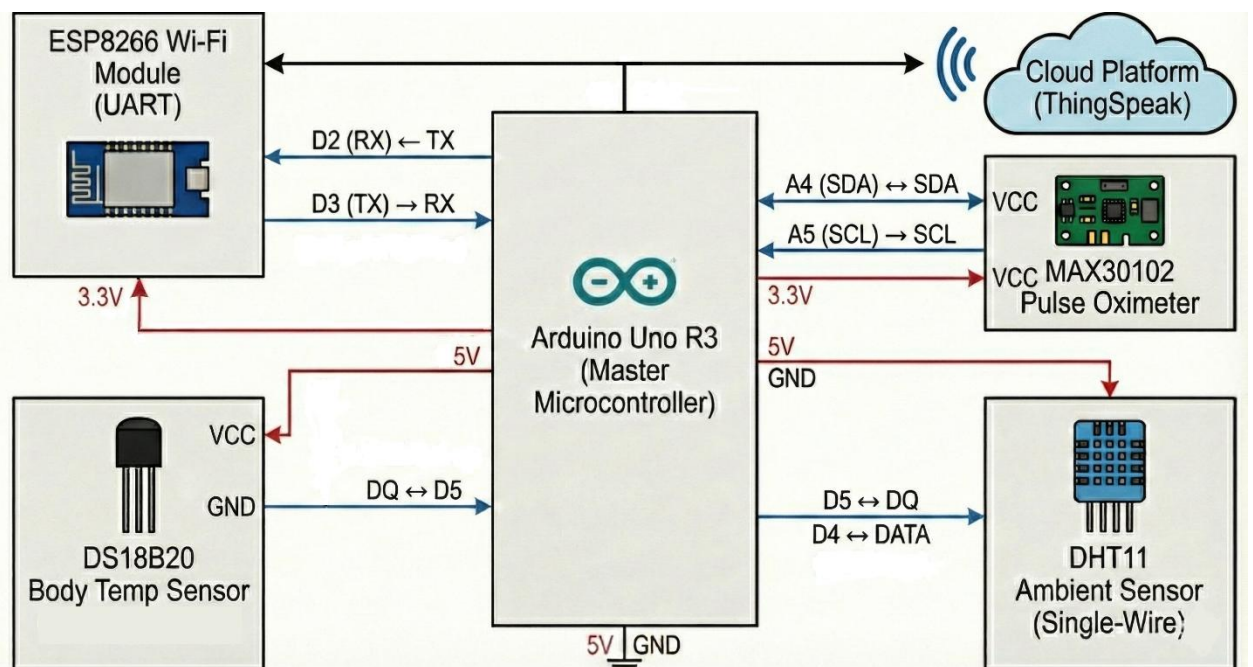 ESP8266 Wi-Fi
Module
(UART)
D2 (RX) ← TX
D3 (TX) → RX
3.3V
5V
Cloud Platform
(ThingSpeak)
A4 (SDA) ↔ SDA
A5 (SCL) → SCL
3.3V
VCC
VCC
MAX30102
Pulse Oximeter
Arduino Uno R3
(Master
Microcontroller)
5V
GND
VCC
GND
DQ ↔ D5
DS18B20
Body Temp Sensor
D5 ↔ DQ
D4 ↔ DATA
DHT11
Ambient Sensor
(Single-Wire)
5V GND